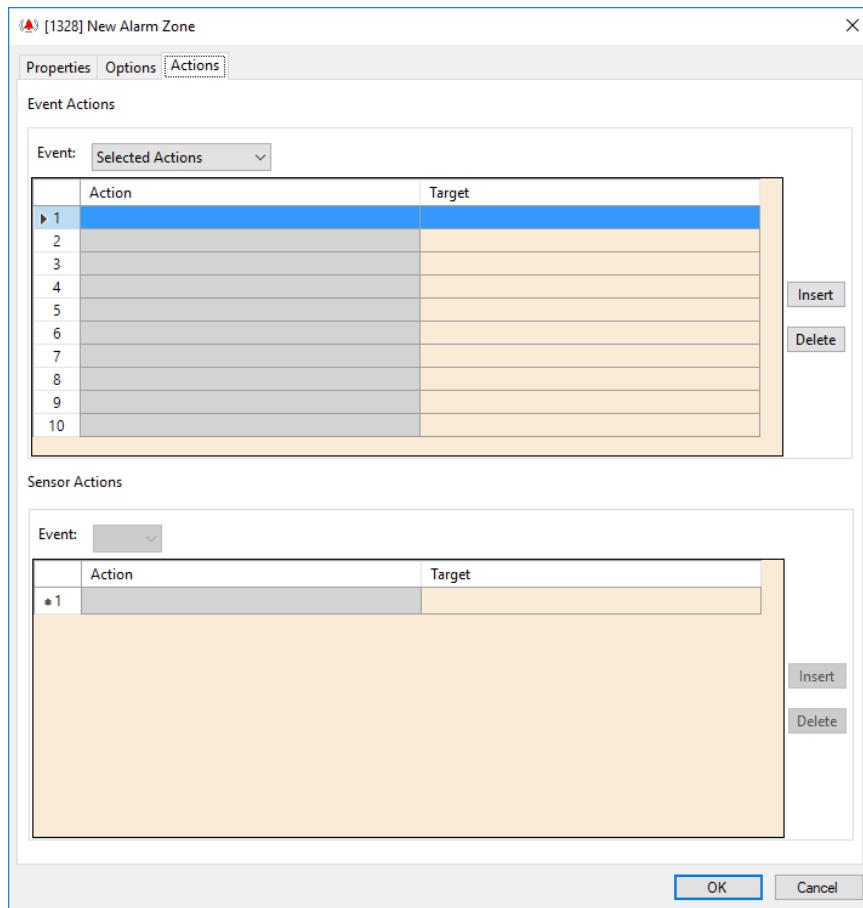 [1328] New Alarm Zone
Properties Options Actions
Event Actions
Event: Selected Actions
Action Target
1
2
3
4
Insert
5
6
Delete
7
8
9
10
Sensor Actions
Event:
Action Target
1
Insert
Delete
OK Cancel